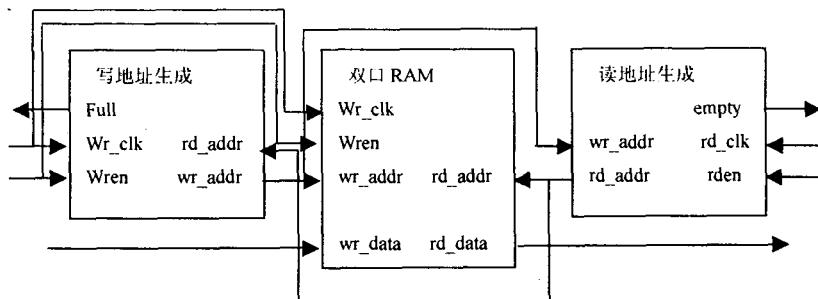 写地址生成
Full
Wr_clk rd_addr
Wren wr_addr
双口 RAM
Wr_clk
Wren
wr_addr rd_addr
wr_data rd_data
读地址生成
empty
wr_addr rd_clk
rd_addr rden